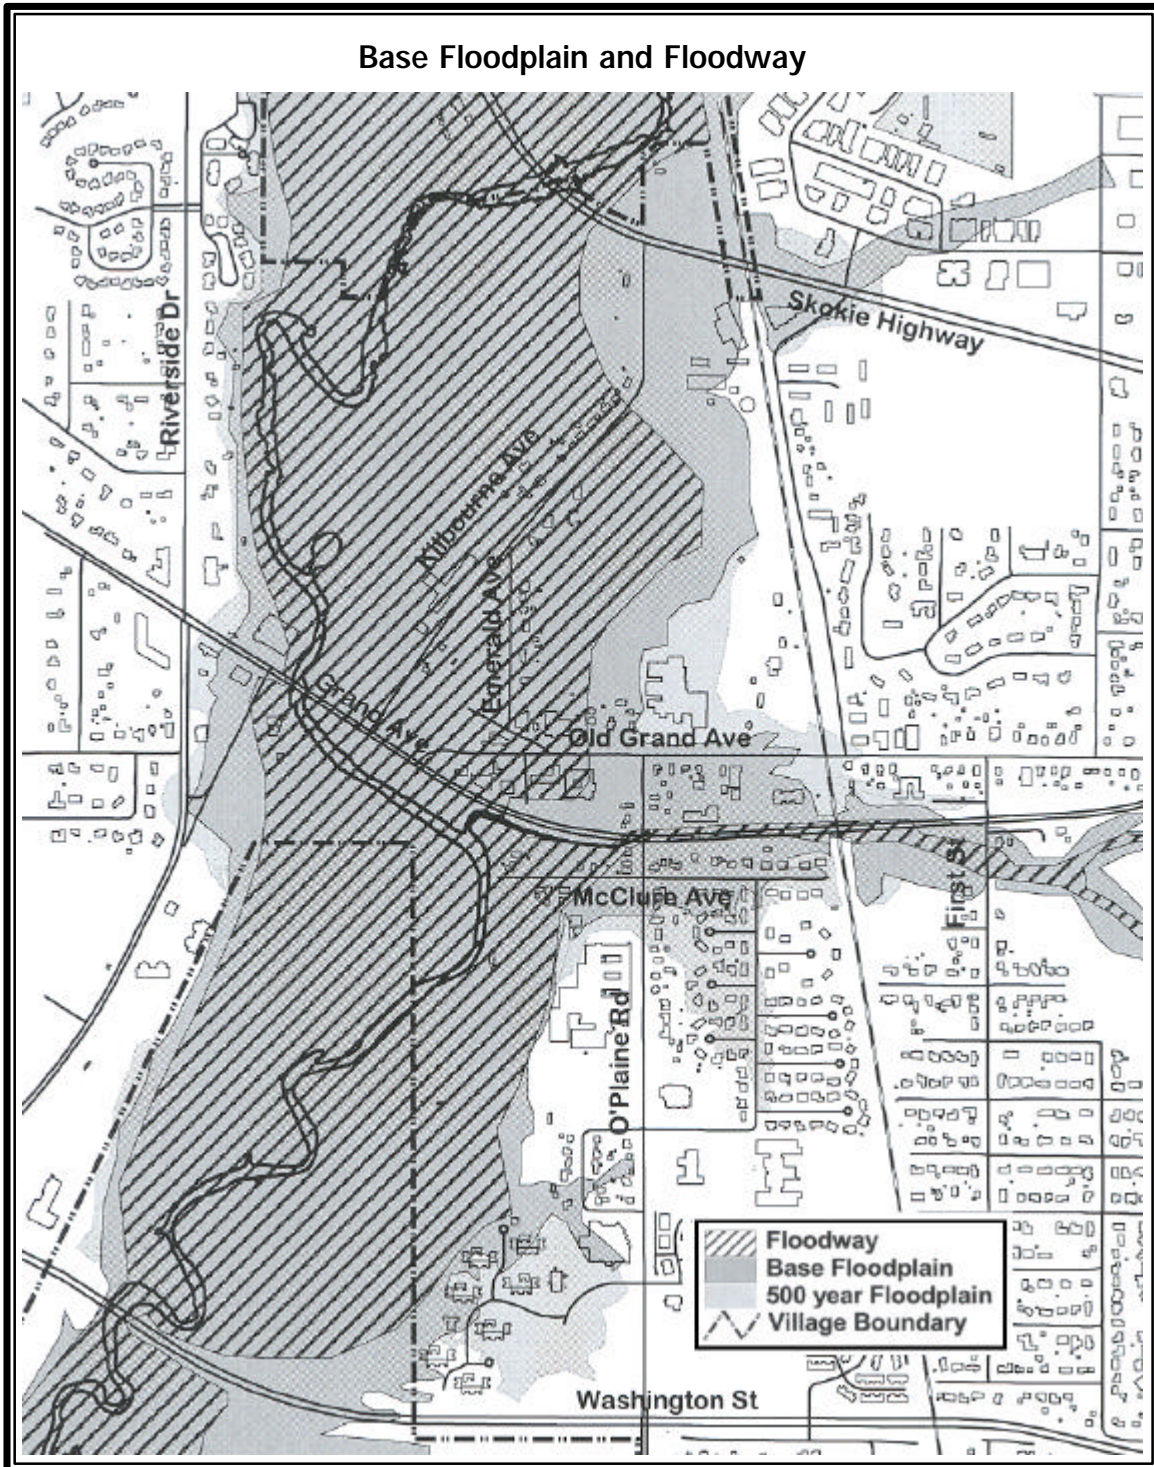 Base Floodplain and Floodway
Riverside Dr
Skokie Highway
Kilbourne Ave
Emerald Ave
Grand Ave
Old Grand Ave
McClure Ave
First St
O'Plaine Rd
Floodway
Base Floodplain
500 year Floodplain
Village Boundary
Washington St